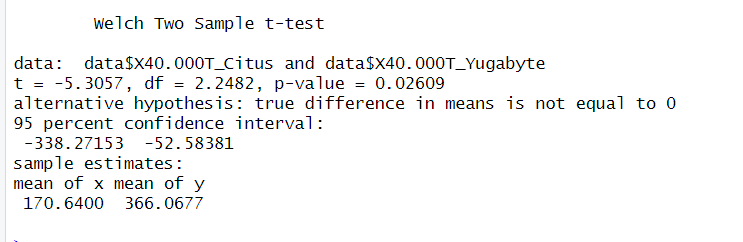 Welch Two Sample t-test
data:  data$X40.000T_Citus and data$X40.000T_Yugabyte
t = -5.3057, df = 2.2482, p-value = 0.02609
alternative hypothesis: true difference in means is not equal to 0
95 percent confidence interval:
 -338.27153  -52.58381
sample estimates:
mean of x mean of y
 170.6400  366.0677